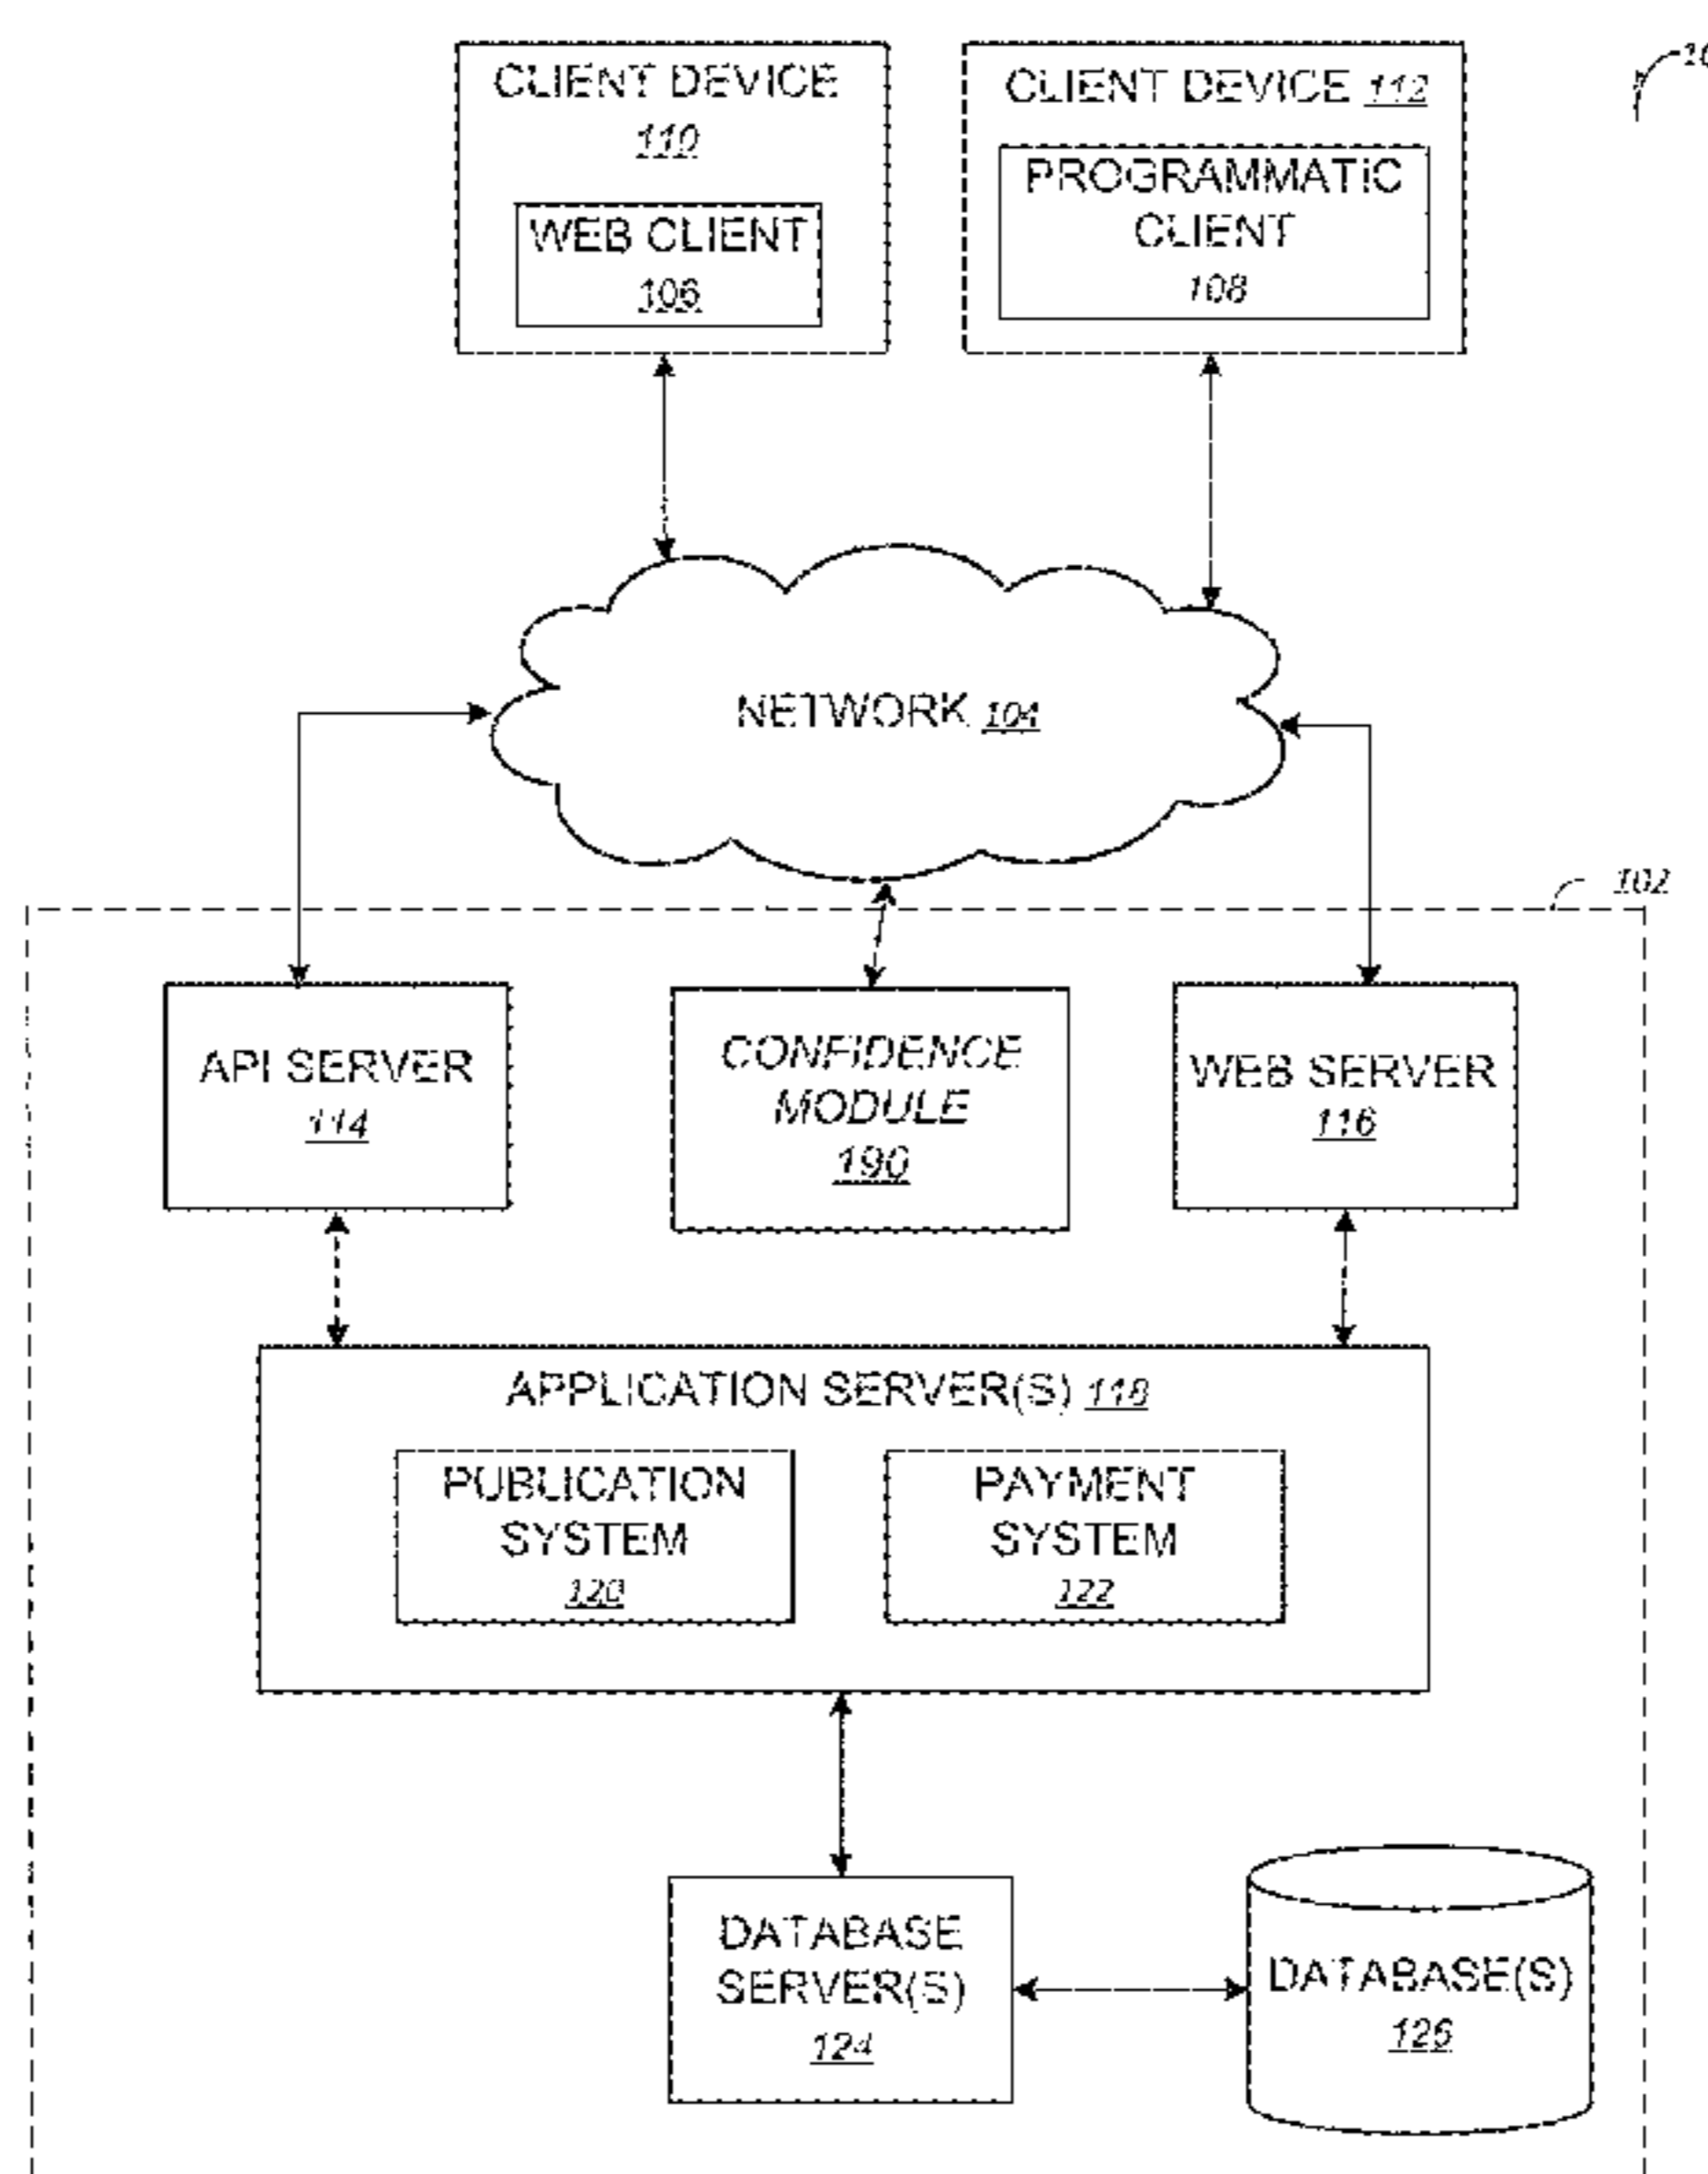 CLIENT DEVICE
110
WEB CLIENT
106
CLIENT DEVICE 112
PROGRAMMATIC
CLIENT
108
NETWORK 104
102
API SERVER
114
CONFIDENCE
MODULE
190
WEB SERVER
116
APPLICATION SERVER(S) 118
PUBLICATION
SYSTEM
120
PAYMENT
SYSTEM
122
DATABASE
SERVER(S)
124
DATABASE(S)
126